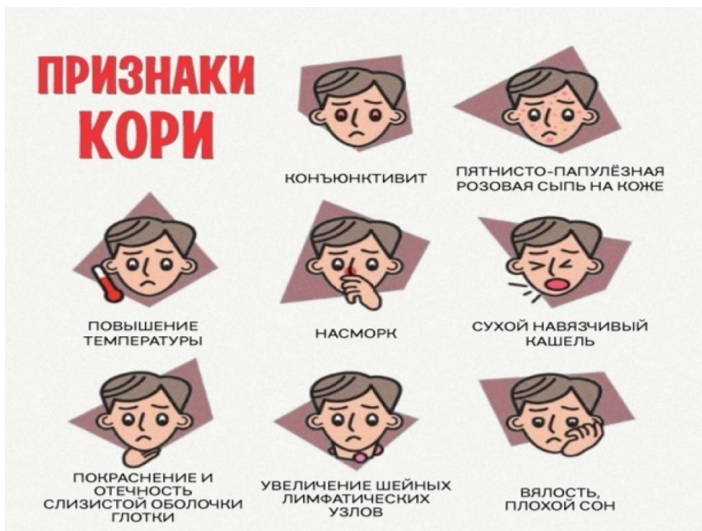 ПРИЗНАКИ
КОРИ
КОНЪЮНКТИВИТ
ПЯТНИСТО-ПАПУЛЁЗНАЯ
РОЗОВАЯ СЫПЬ НА КОЖЕ
ПОВЫШЕНИЕ
ТЕМПЕРАТУРЫ
НАСМОРК
СУХОЙ НАВЯЗЧИВЫЙ
КАШЕЛЬ
ПОКРАСНЕНИЕ И
ОТЕЧНОСТЬ
СЛИЗИСТОЙ ОБОЛОЧКИ
ГЛОТКИ
УВЕЛИЧЕНИЕ ШЕЙНЫХ
ЛИМФАТИЧЕСКИХ
УЗЛОВ
ВЯЛОСТЬ,
ПЛОХОЙ СОН